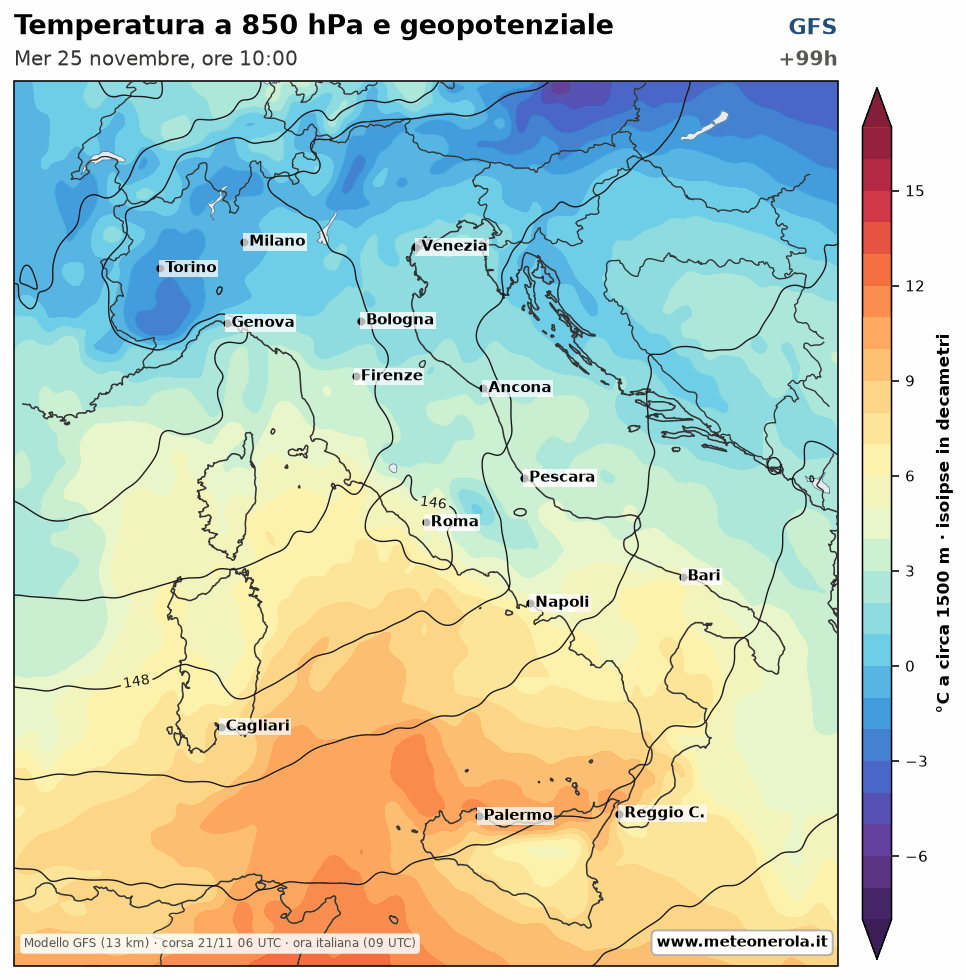 Temperatura a 850 hPa e geopotenziale
GFS
Mer 25 novembre, ore 10:00
+99h
Milano
Venezia
Torino
Genova
Bologna
Firenze
Ancona
Pescara
146
Roma
Bari
Napoli
148
Cagliari
Palermo
Reggio C.
15
12
9
6
3
0
−3
−6
°C a circa 1500 m · isoipse in decametri
Modello GFS (13 km) · corsa 21/11 06 UTC · ora italiana (09 UTC)
www.meteonerola.it